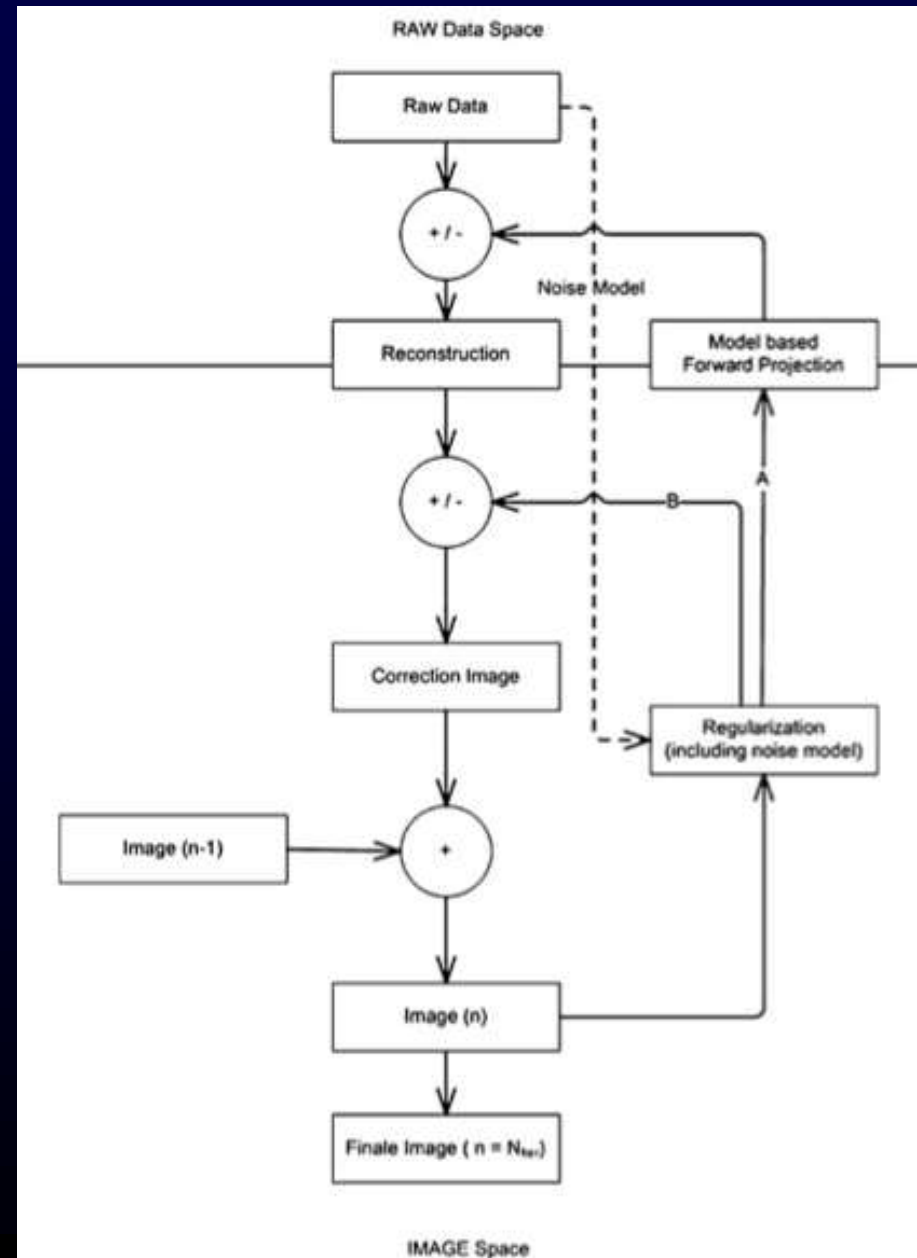 RAW Data Space
Raw Data
+ / -
Noise Model
Reconstruction
Model based
Forward Projection
+ / -
B
A
Correction Image
Regularization
(including noise model)
Image (n-1)
+
Image (n)
Finale Image ( n = Nіter)
IMAGE Space